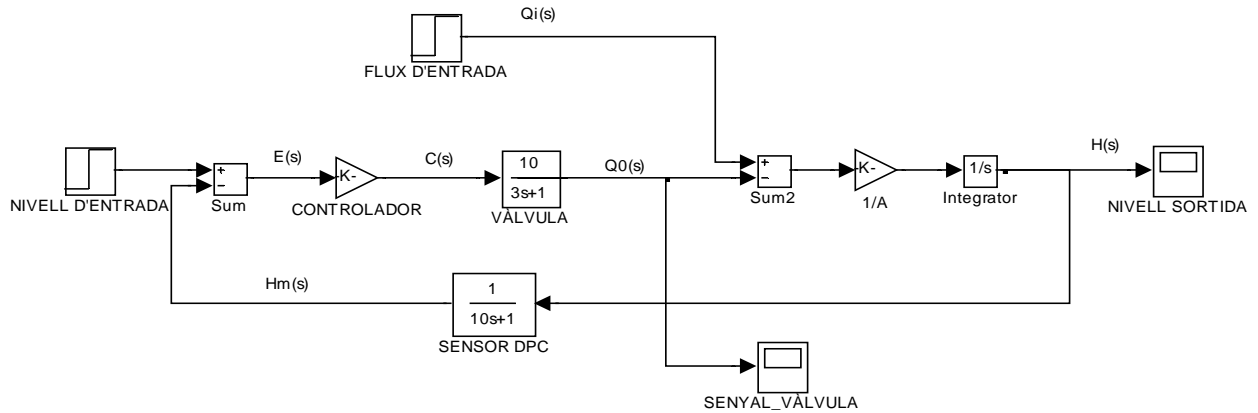 Qi(s)
FLUX D'ENTRADA
NIVELL D'ENTRADA
+
−
Sum
E(s)
-K-
CONTROLADOR
C(s)
10
3s+1
VÀLVULA
Q0(s)
+
−
Sum2
-K-
1/A
1/s
Integrator
H(s)
NIVELL SORTIDA
Hm(s)
1
10s+1
SENSOR DPC
SENYAL_VÀLVULA